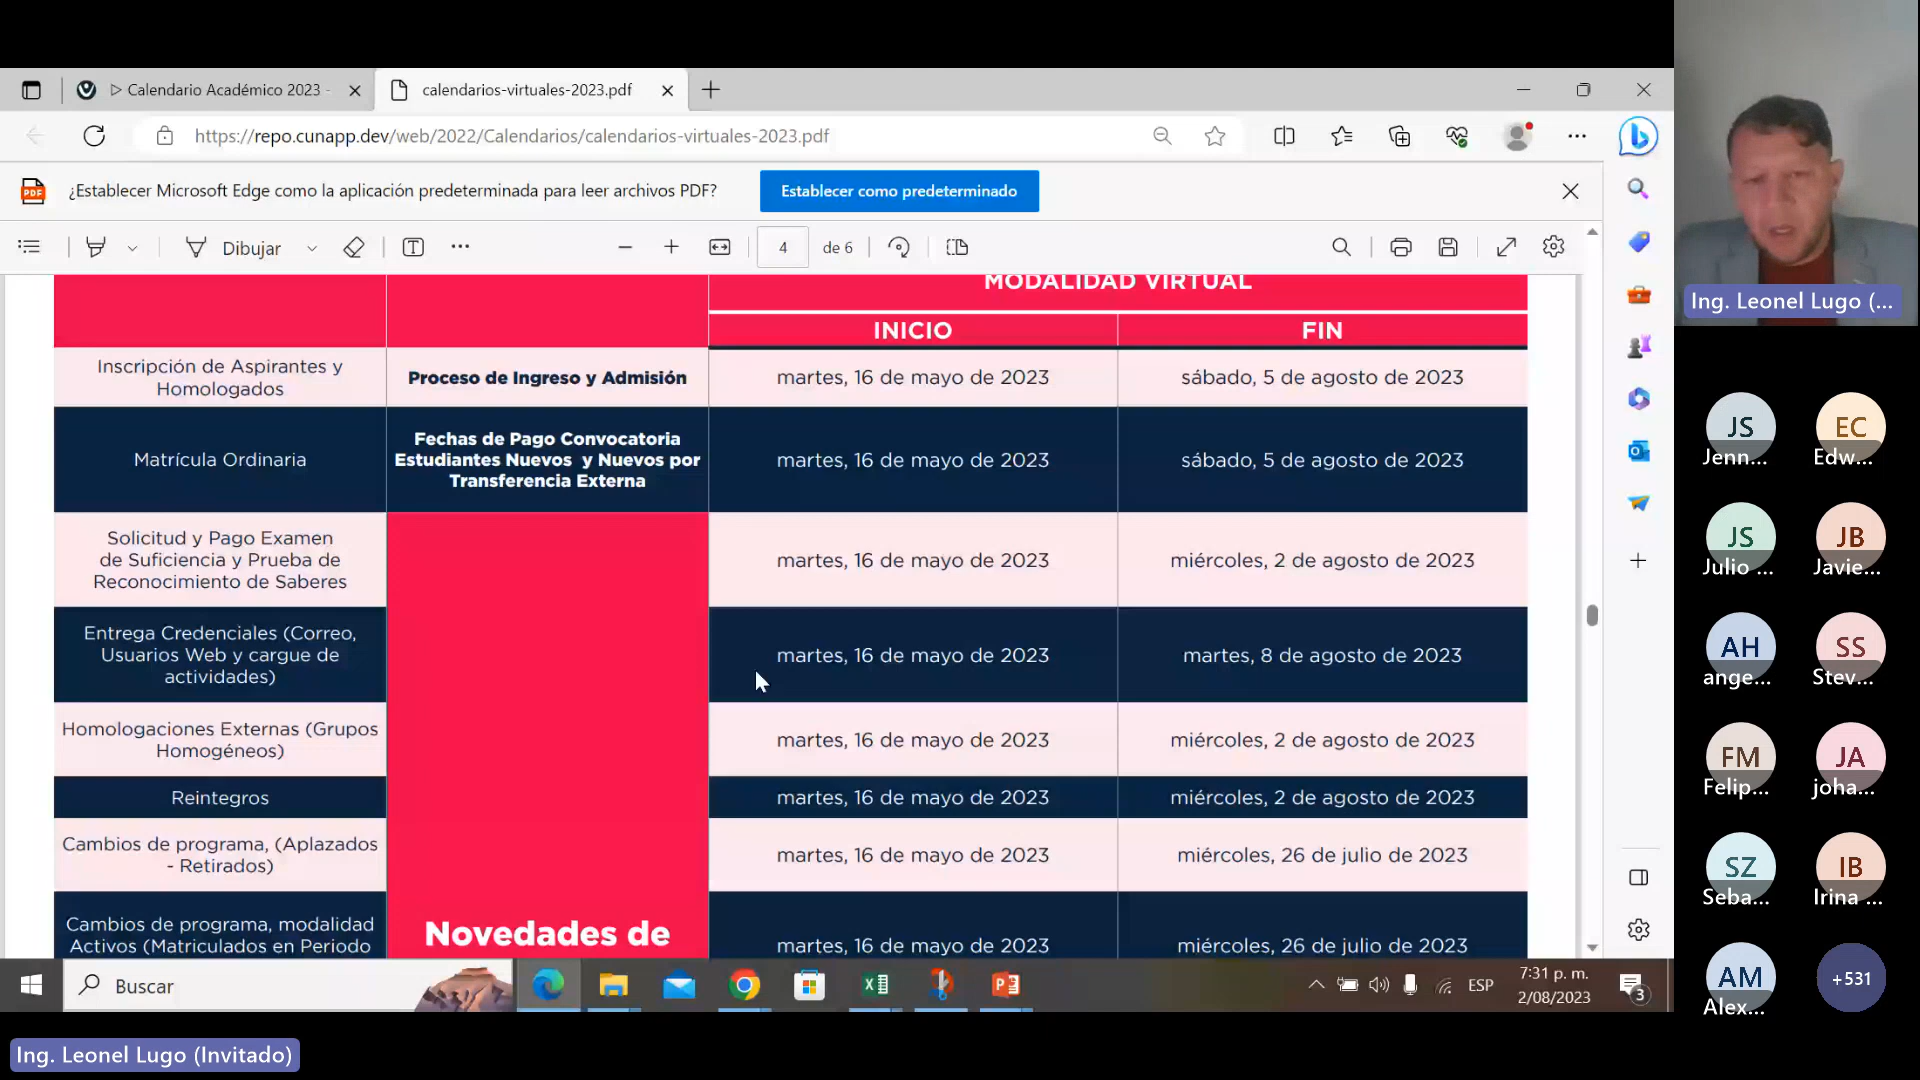 ▷ Calendario Académico 2023 -
calendarios-virtuales-2023.pdf
https://repo.cunapp.dev/web/2022/Calendarios/calendarios-virtuales-2023.pdf
PDF
¿Establecer Microsoft Edge como la aplicación predeterminada para leer archivos PDF?
Establecer como predeterminado
Dibujar
4
de 6
MODALIDAD VIRTUAL
INICIO
FIN
Inscripción de Aspirantes y
Homologados
Proceso de Ingreso y Admisión
martes, 16 de mayo de 2023
sábado, 5 de agosto de 2023
Matrícula Ordinaria
Fechas de Pago Convocatoria
Estudiantes Nuevos y Nuevos por
Transferencia Externa
martes, 16 de mayo de 2023
sábado, 5 de agosto de 2023
Solicitud y Pago Examen
de Suficiencia y Prueba de
Reconocimiento de Saberes
martes, 16 de mayo de 2023
miércoles, 2 de agosto de 2023
Entrega Credenciales (Correo,
Usuarios Web y cargue de
actividades)
martes, 16 de mayo de 2023
martes, 8 de agosto de 2023
Homologaciones Externas (Grupos
Homogéneos)
martes, 16 de mayo de 2023
miércoles, 2 de agosto de 2023
Reintegros
martes, 16 de mayo de 2023
miércoles, 2 de agosto de 2023
Cambios de programa, (Aplazados
- Retirados)
martes, 16 de mayo de 2023
miércoles, 26 de julio de 2023
Cambios de programa, modalidad
Activos (Matriculados en Periodo
Novedades de
martes, 16 de mayo de 2023
miércoles, 26 de julio de 2023
Buscar
ESP
7:31 p. m.
2/08/2023
3
Ing. Leonel Lugo (Invitado)
Ing. Leonel Lugo (...
JS
Jenn...
EC
Edw...
JS
Julio ...
JB
Javie...
AH
ange...
SS
Stev...
FM
Felip...
JA
joha...
SZ
Seba...
IB
Irina ...
AM
Alex...
+531